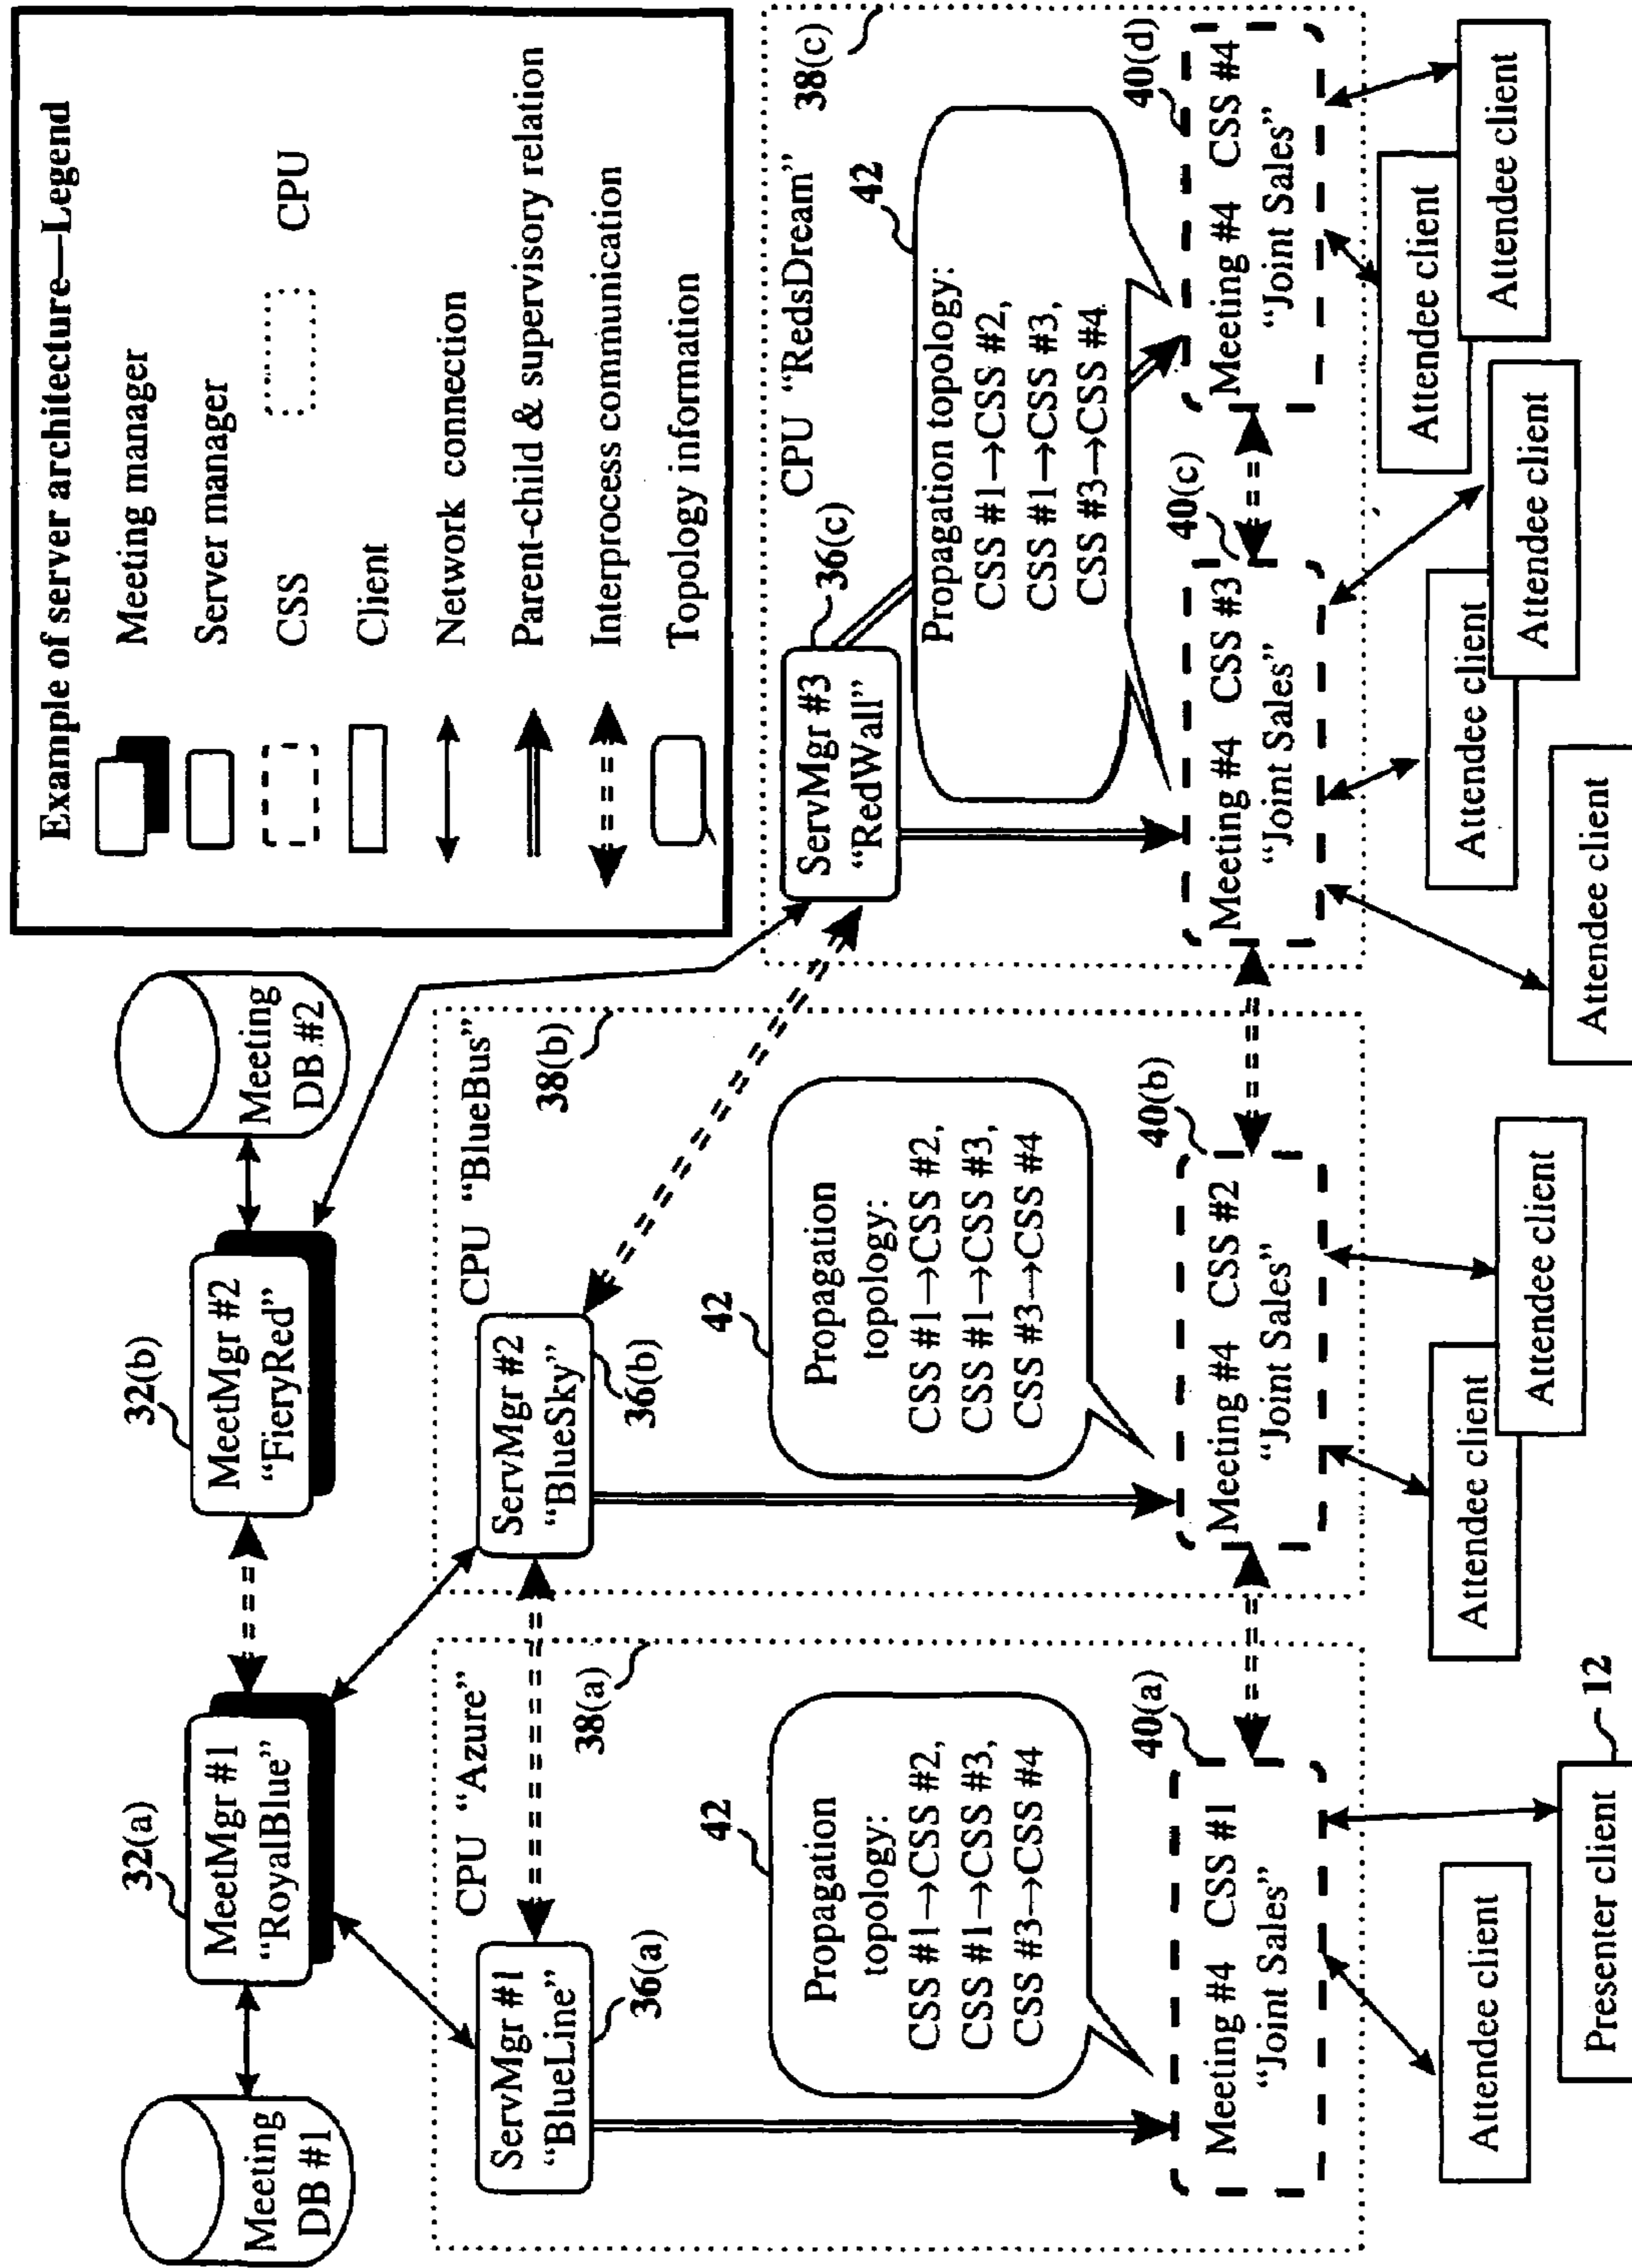 Example of server architecture—Legend
Meeting manager
Server manager
CSS
CPU
Client
Network connection
Parent-child & supervisory relation
Interprocess communication
Topology information
Meeting
DB #1
32(a)
MeetMgr #1
“RoyalBlue”
32(b)
MeetMgr #2
“FieryRed”
Meeting
DB #2
CPU “Azure”
ServMgr #1
“BlueLine”
36(a)
38(a)
42
Propagation
topology:
CSS #1→CSS #2,
CSS #1→CSS #3,
CSS #3→CSS #4
40(a)
Meeting #4 CSS #1
“Joint Sales”
Attendee client
Presenter client
12
CPU “BlueBus”
ServMgr #2
“BlueSky”
36(b)
38(b)
42
Propagation
topology:
CSS #1→CSS #2,
CSS #1→CSS #3,
CSS #3→CSS #4
40(b)
Meeting #4 CSS #2
“Joint Sales”
Attendee client
Attendee client
CPU “RedsDream”
38(c)
ServMgr #3
“RedWall”
36(c)
42
Propagation topology:
CSS #1→CSS #2,
CSS #1→CSS #3,
CSS #3→CSS #4
40(c)
Meeting #4 CSS #3
“Joint Sales”
40(d)
Meeting #4 CSS #4
“Joint Sales”
Attendee client
Attendee client
Attendee client
Attendee client
Attendee client